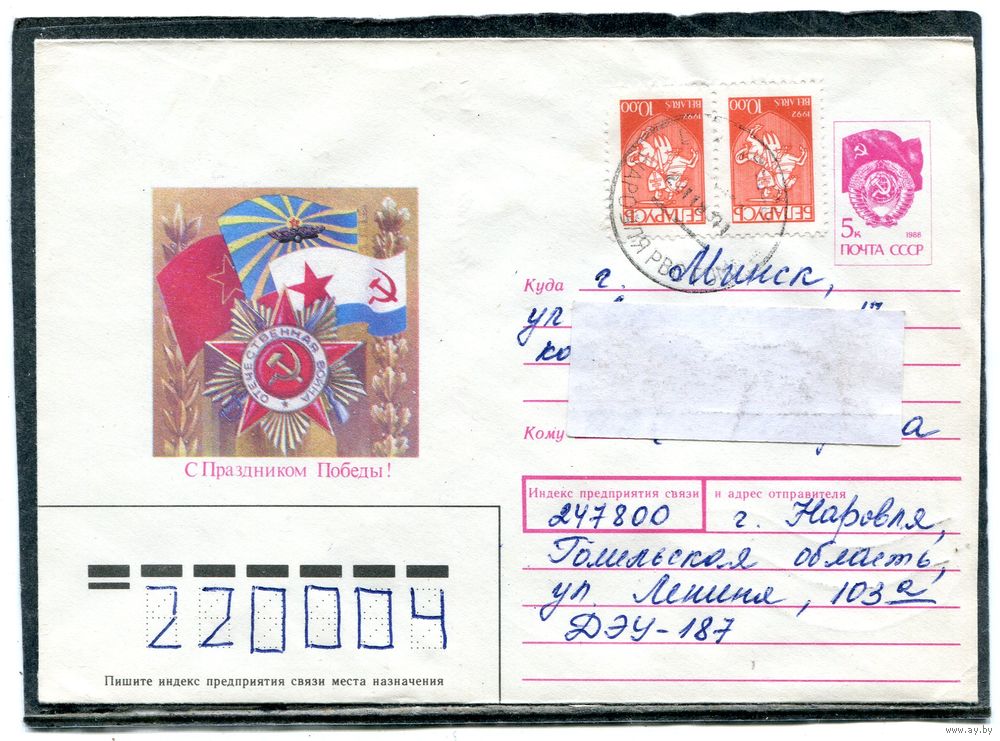 1992
BELARUS 10.00
БЕЛАРУСЬ
1992
BELARUS 10.00
БЕЛАРУСЬ
5к 1988
ПОЧТА СССР
ОТЕЧЕСТВЕННАЯ ВОЙНА
С Праздником Победы!
Куда г. Минск,
ул
ко
Кому а
Индекс предприятия связи и адрес отправителя
247800 г. Наровля,
Гомельская область,
ул. Ленина, 103а
ДЭУ-187
220004
Пишите индекс предприятия связи места назначения
www.ay.by